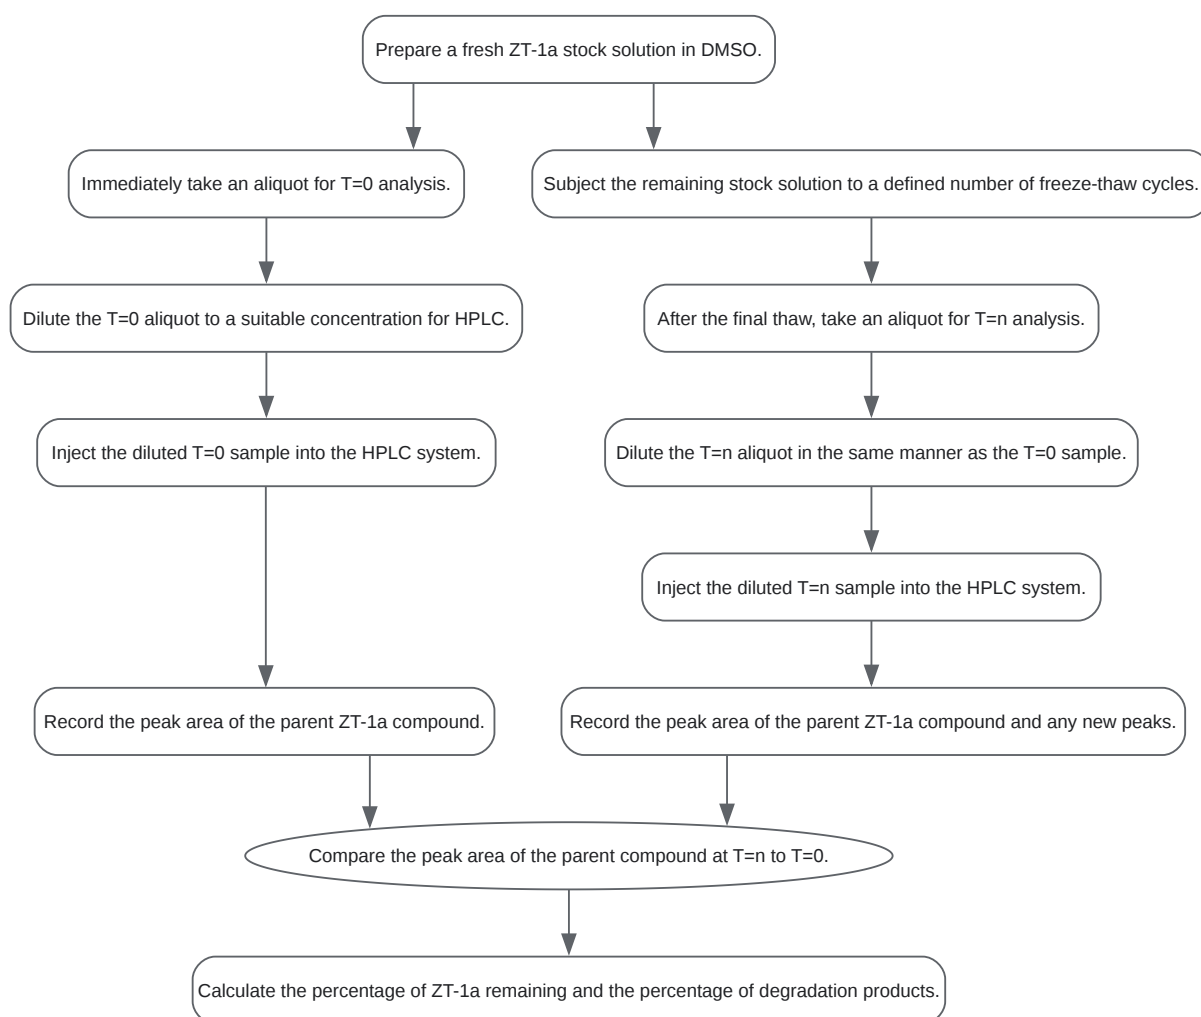 Prepare a fresh ZT-1a stock solution in DMSO.
Immediately take an aliquot for T=0 analysis.
Subject the remaining stock solution to a defined number of freeze-thaw cycles.
Dilute the T=0 aliquot to a suitable concentration for HPLC.
After the final thaw, take an aliquot for T=n analysis.
Inject the diluted T=0 sample into the HPLC system.
Dilute the T=n aliquot in the same manner as the T=0 sample.
Inject the diluted T=n sample into the HPLC system.
Record the peak area of the parent ZT-1a compound.
Record the peak area of the parent ZT-1a compound and any new peaks.
Compare the peak area of the parent compound at T=n to T=0.
Calculate the percentage of ZT-1a remaining and the percentage of degradation products.